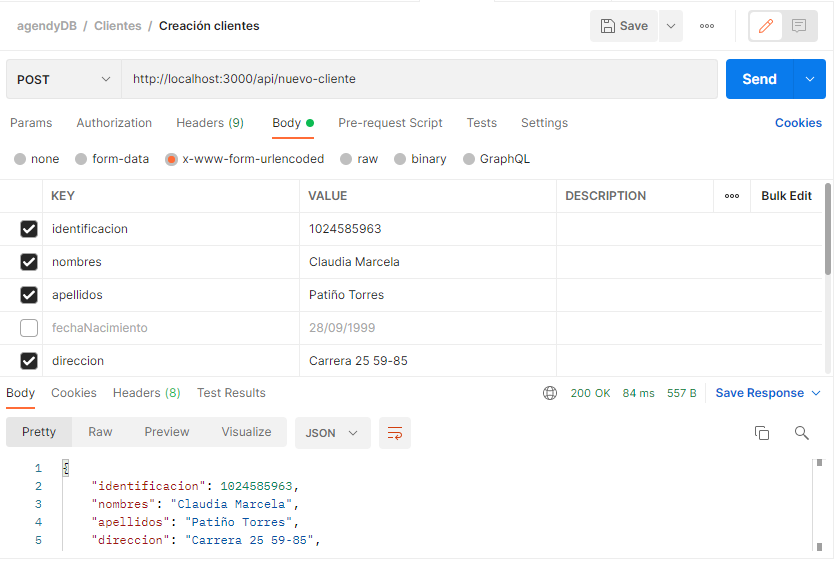 agendyDB / Clientes / Creación clientes
Save
POST http://localhost:3000/api/nuevo-cliente Send
Params Authorization Headers (9) Body Pre-request Script Tests Settings Cookies
none form-data x-www-form-urlencoded raw binary GraphQL
KEY VALUE DESCRIPTION Bulk Edit
identificacion 1024585963
nombres Claudia Marcela
apellidos Patiño Torres
fechaNacimiento 28/09/1999
direccion Carrera 25 59-85
Body Cookies Headers (8) Test Results 200 OK 84 ms 557 B Save Response
Pretty Raw Preview Visualize JSON
1 {
2 "identificacion": 1024585963,
3 "nombres": "Claudia Marcela",
4 "apellidos": "Patiño Torres",
5 "direccion": "Carrera 25 59-85",